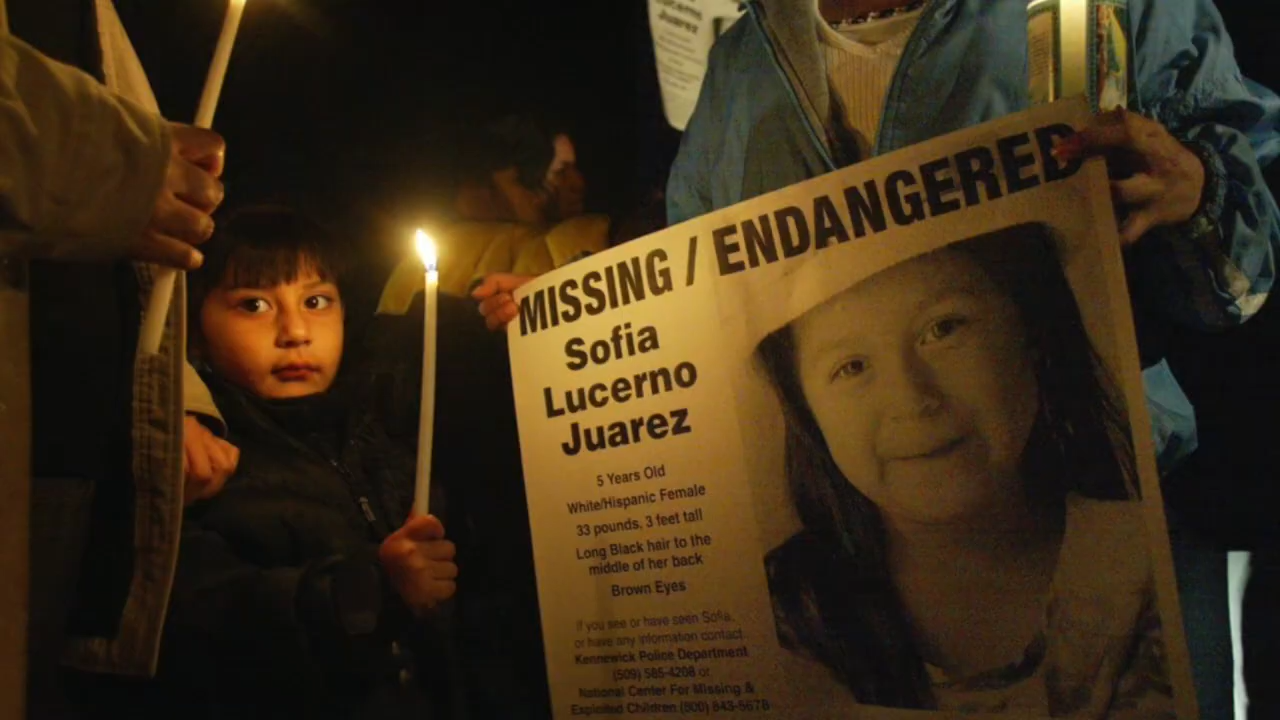 Lucerno
Juarez
MISSING / ENDANGERED
Sofia
Lucerno
Juarez
5 Years Old
White/Hispanic Female
33 pounds, 3 feet tall
Long Black hair to the
middle of her back
Brown Eyes
If you see or have seen Sofia,
or have any information contact
Kennewick Police Department
(509) 585-4208 or
National Center For Missing &
Exploited Children (800) 843-5678